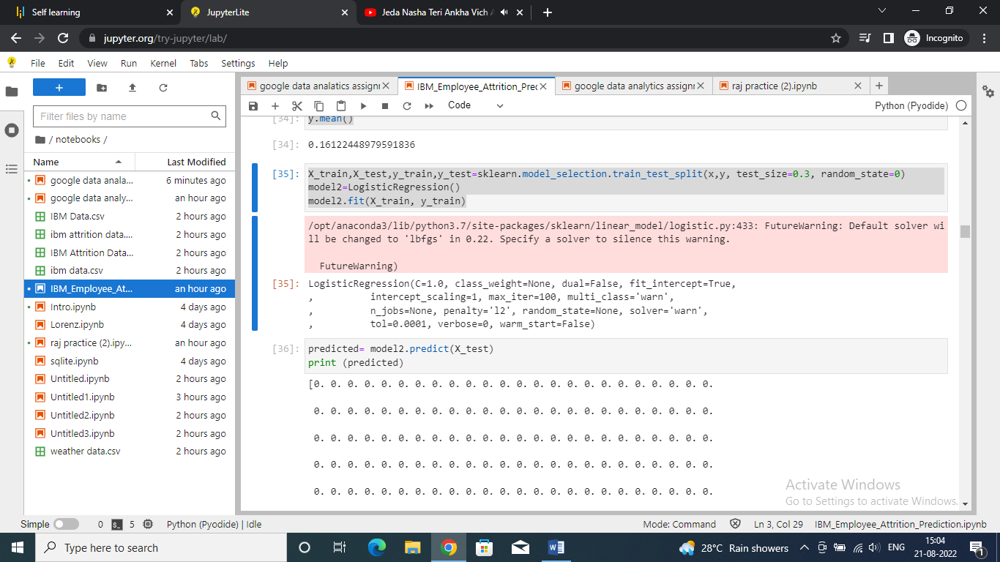 Self learning
JupyterLite
Jeda Nasha Teri Ankha Vich
jupyter.org/try-jupyter/lab/
Incognito
File Edit View Run Kernel Tabs Settings Help
+
Filter files by name
/ notebooks /
Name Last Modified
google data anala... 6 minutes ago
google data analy... an hour ago
IBM Data.csv 2 hours ago
ibm attrition data.... 2 hours ago
IBM Attrition Data... 2 hours ago
ibm data.csv 2 hours ago
IBM_Employee_At... an hour ago
Intro.ipynb 4 days ago
Lorenz.ipynb 4 days ago
raj practice (2).ipy... an hour ago
sqlite.ipynb 4 days ago
Untitled.ipynb 2 hours ago
Untitled1.ipynb 3 hours ago
Untitled2.ipynb 2 hours ago
Untitled3.ipynb 2 hours ago
weather data.csv 2 hours ago
google data analatics assignr
IBM_Employee_Attrition_Prec
google data analytics assignr
raj practice (2).ipynb
Code
Python (Pyodide)
[34]: y.mean()
[34]: 0.16122448979591836
[35]: X_train,X_test,y_train,y_test=sklearn.model_selection.train_test_split(x,y, test_size=0.3, random_state=0)
model2=LogisticRegression()
model2.fit(X_train, y_train)
/opt/anaconda3/lib/python3.7/site-packages/sklearn/linear_model/logistic.py:433: FutureWarning: Default solver wi
ll be changed to 'lbfgs' in 0.22. Specify a solver to silence this warning.
FutureWarning)
[35]: LogisticRegression(C=1.0, class_weight=None, dual=False, fit_intercept=True,
, intercept_scaling=1, max_iter=100, multi_class='warn',
, n_jobs=None, penalty='l2', random_state=None, solver='warn',
, tol=0.0001, verbose=0, warm_start=False)
[36]: predicted= model2.predict(X_test)
print (predicted)
[0. 0. 0. 0. 0. 0. 0. 0. 0. 0. 0. 0. 0. 0. 0. 0. 0. 0. 0. 0. 0. 0. 0. 0.
0. 0. 0. 0. 0. 0. 0. 0. 0. 0. 0. 0. 0. 0. 0. 0. 0. 0. 0. 0. 0. 0. 0. 0.
0. 0. 0. 0. 0. 0. 0. 0. 0. 0. 0. 0. 0. 0. 0. 0. 0. 0. 0. 0. 0. 0. 0. 0.
0. 0. 0. 0. 0. 0. 0. 0. 0. 0. 0. 0. 0. 0. 0. 0. 0. 0. 0. 0. 0. 0. 0. 0.
0. 0. 0. 0. 0. 0. 0. 0. 0. 0. 0. 0. 0. 0. 0. 0. 0. 0. 0. 0. 0. 0. 0. 0.
Activate Windows
Go to Settings to activate Windows.
Simple 0 $_ 5 Python (Pyodide) | Idle
Mode: Command Ln 3, Col 29 IBM_Employee_Attrition_Prediction.ipynb
Type here to search
28°C Rain showers
ENG
15:04
21-08-2022
1